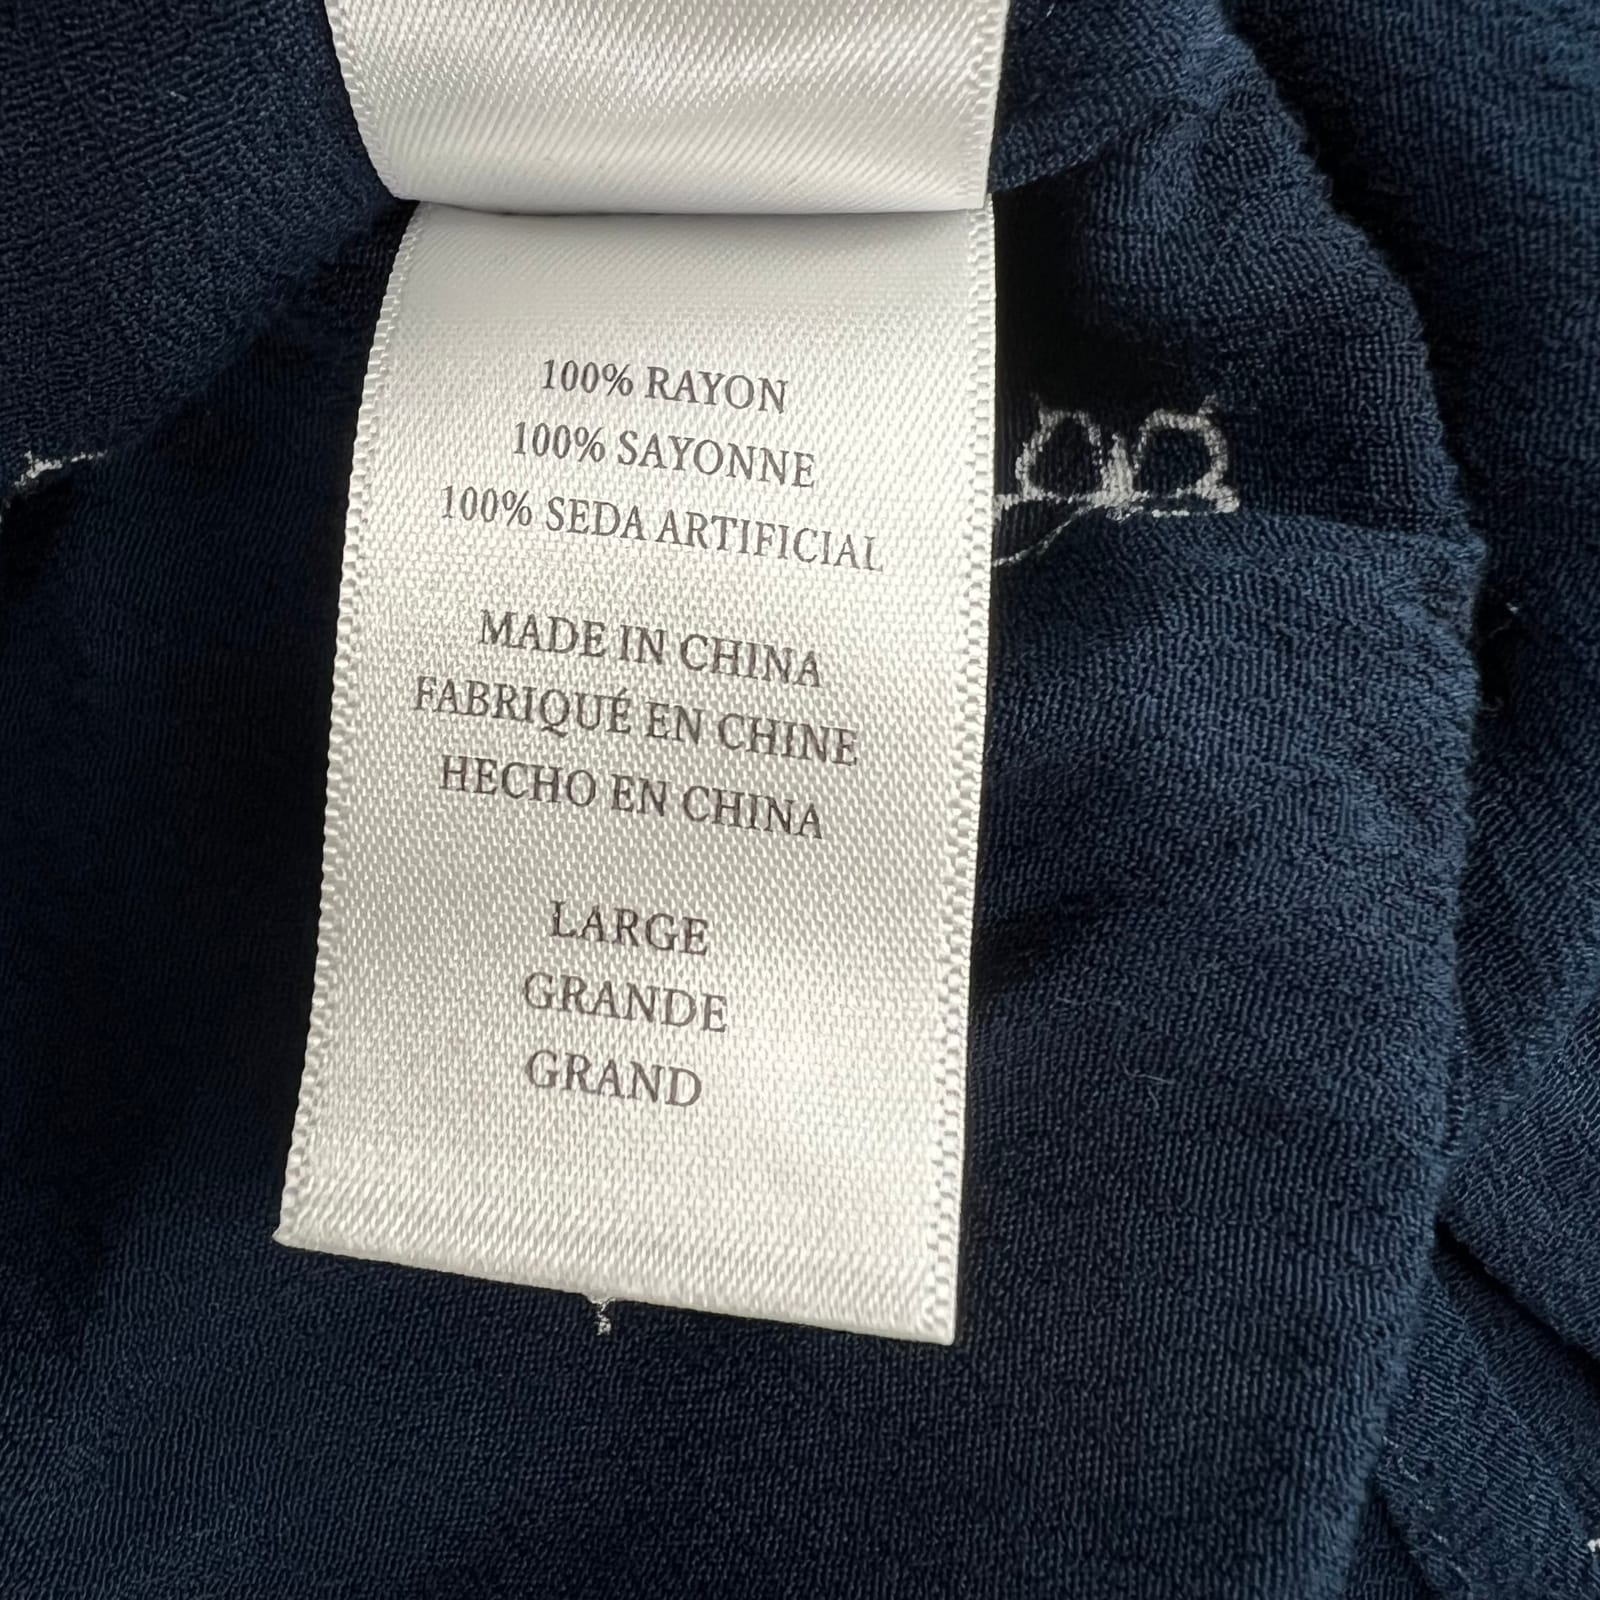 100% RAYON
100% SAYONNE
100% SEDA ARTIFICIAL
MADE IN CHINA
FABRIQUÉ EN CHINE
HECHO EN CHINA
LARGE
GRANDE
GRAND